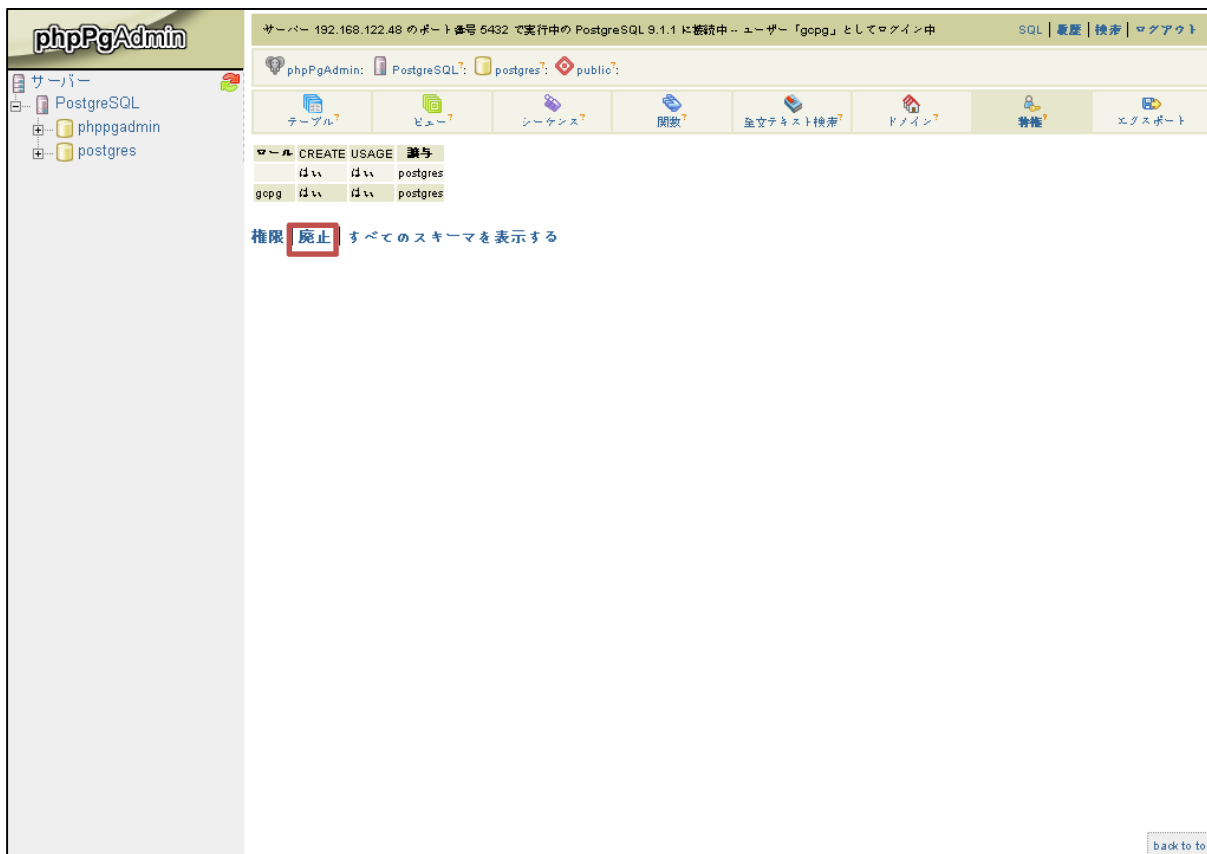 phpPgAdmin
サーバー 192.168.122.48 のポート番号 5432 で実行中の PostgreSQL 9.1.1 に接続中 -- ユーザー「gopg」としてログイン中
SQL | 履歴 | 検索 | ログアウト
phpPgAdmin: PostgreSQL?: postgres?: public?:
サーバー
PostgreSQL
phppgadmin
postgres
テーブル? ビュー? シーケンス? 関数? 全文テキスト検索? ドメイン? 特権? エクスポート
ロール CREATE USAGE 譲与
はい はい postgres
gopg はい はい postgres
権限 | 廃止 | すべてのスキーマを表示する
back to to